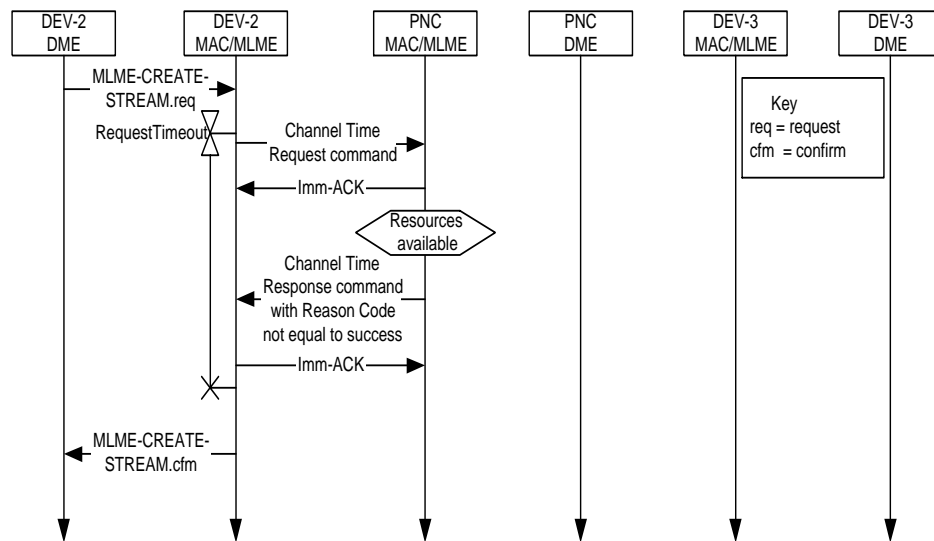 DEV-2
DME
DEV-2
MAC/MLME
PNC
MAC/MLME
PNC
DME
DEV-3
MAC/MLME
DEV-3
DME
MLME-CREATE-
STREAM.req
Key
req = request
cfm = confirm
RequestTimeout
Channel Time
Request command
Imm-ACK
Resources
available
Channel Time
Response command
with Reason Code
not equal to success
Imm-ACK
MLME-CREATE-
STREAM.cfm